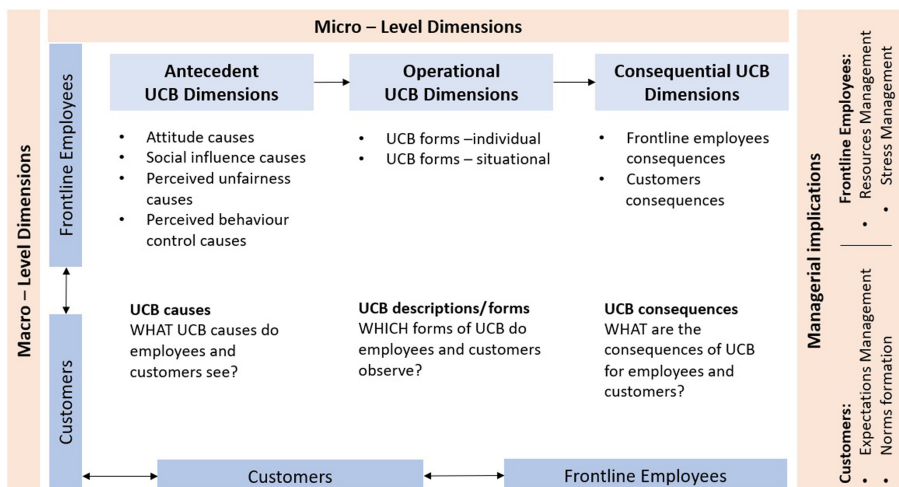 Micro – Level Dimensions
Macro – Level Dimensions
Frontline Employees
Customers
Antecedent
UCB Dimensions
• Attitude causes
• Social influence causes
• Perceived unfairness
causes
• Perceived behaviour
control causes
Operational
UCB Dimensions
• UCB forms –individual
• UCB forms – situational
Consequential UCB
Dimensions
• Frontline employees
consequences
• Customers
consequences
UCB causes
WHAT UCB causes do
employees and
customers see?
UCB descriptions/forms
WHICH forms of UCB do
employees and customers
observe?
UCB consequences
WHAT are the
consequences of UCB
for employees and
customers?
Customers
Frontline Employees
Managerial implications
Frontline Employees:
• Resources Management
• Stress Management
Customers:
• Expectations Management
• Norms formation